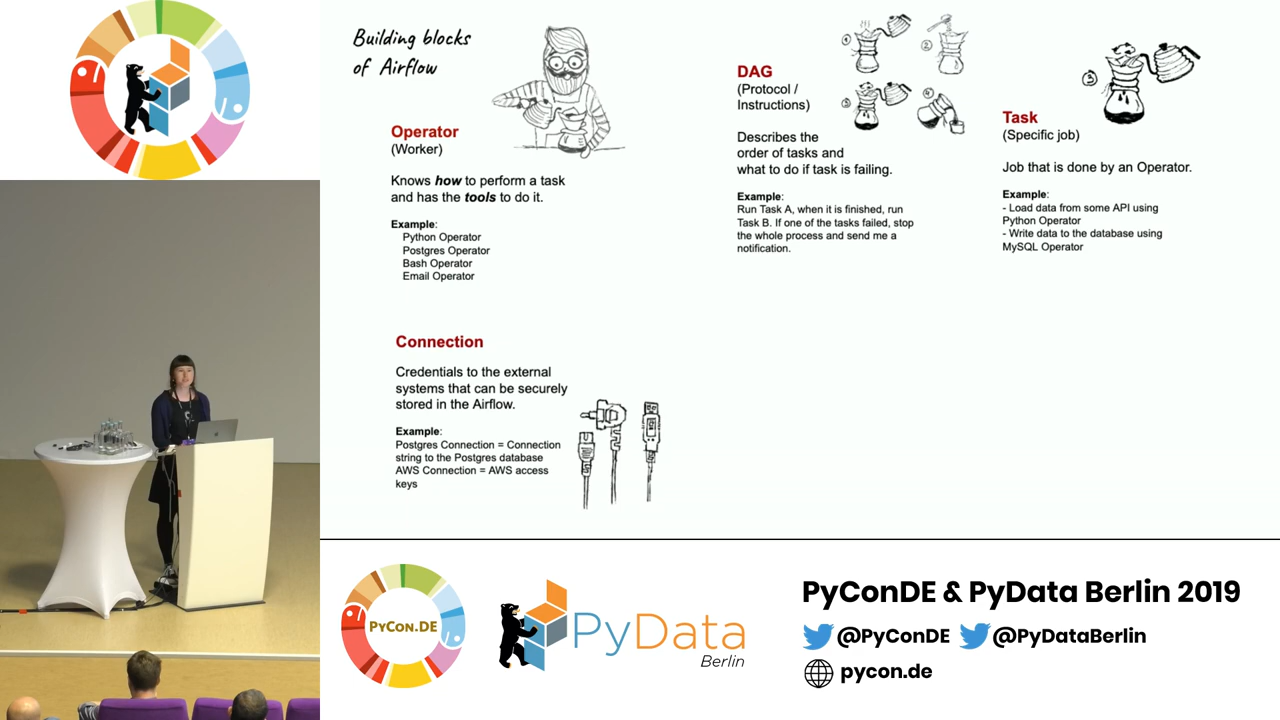 Building blocks
of Airflow
Operator
(Worker)
Knows how to perform a task
and has the tools to do it.
Example:
Python Operator
Postgres Operator
Bash Operator
Email Operator
DAG
(Protocol /
Instructions)
Describes the
order of tasks and
what to do if task is failing.
Example:
Run Task A, when it is finished, run
Task B. If one of the tasks failed, stop
the whole process and send me a
notification.
1
2
3
4
Task
(Specific job)
Job that is done by an Operator.
Example:
- Load data from some API using
Python Operator
- Write data to the database using
MySQL Operator
3
Connection
Credentials to the external
systems that can be securely
stored in the Airflow.
Example:
Postgres Connection = Connection
string to the Postgres database
AWS Connection = AWS access
keys
PYCON.DE
PyData
Berlin
PyConDE & PyData Berlin 2019
@PyConDE @PyDataBerlin
pycon.de